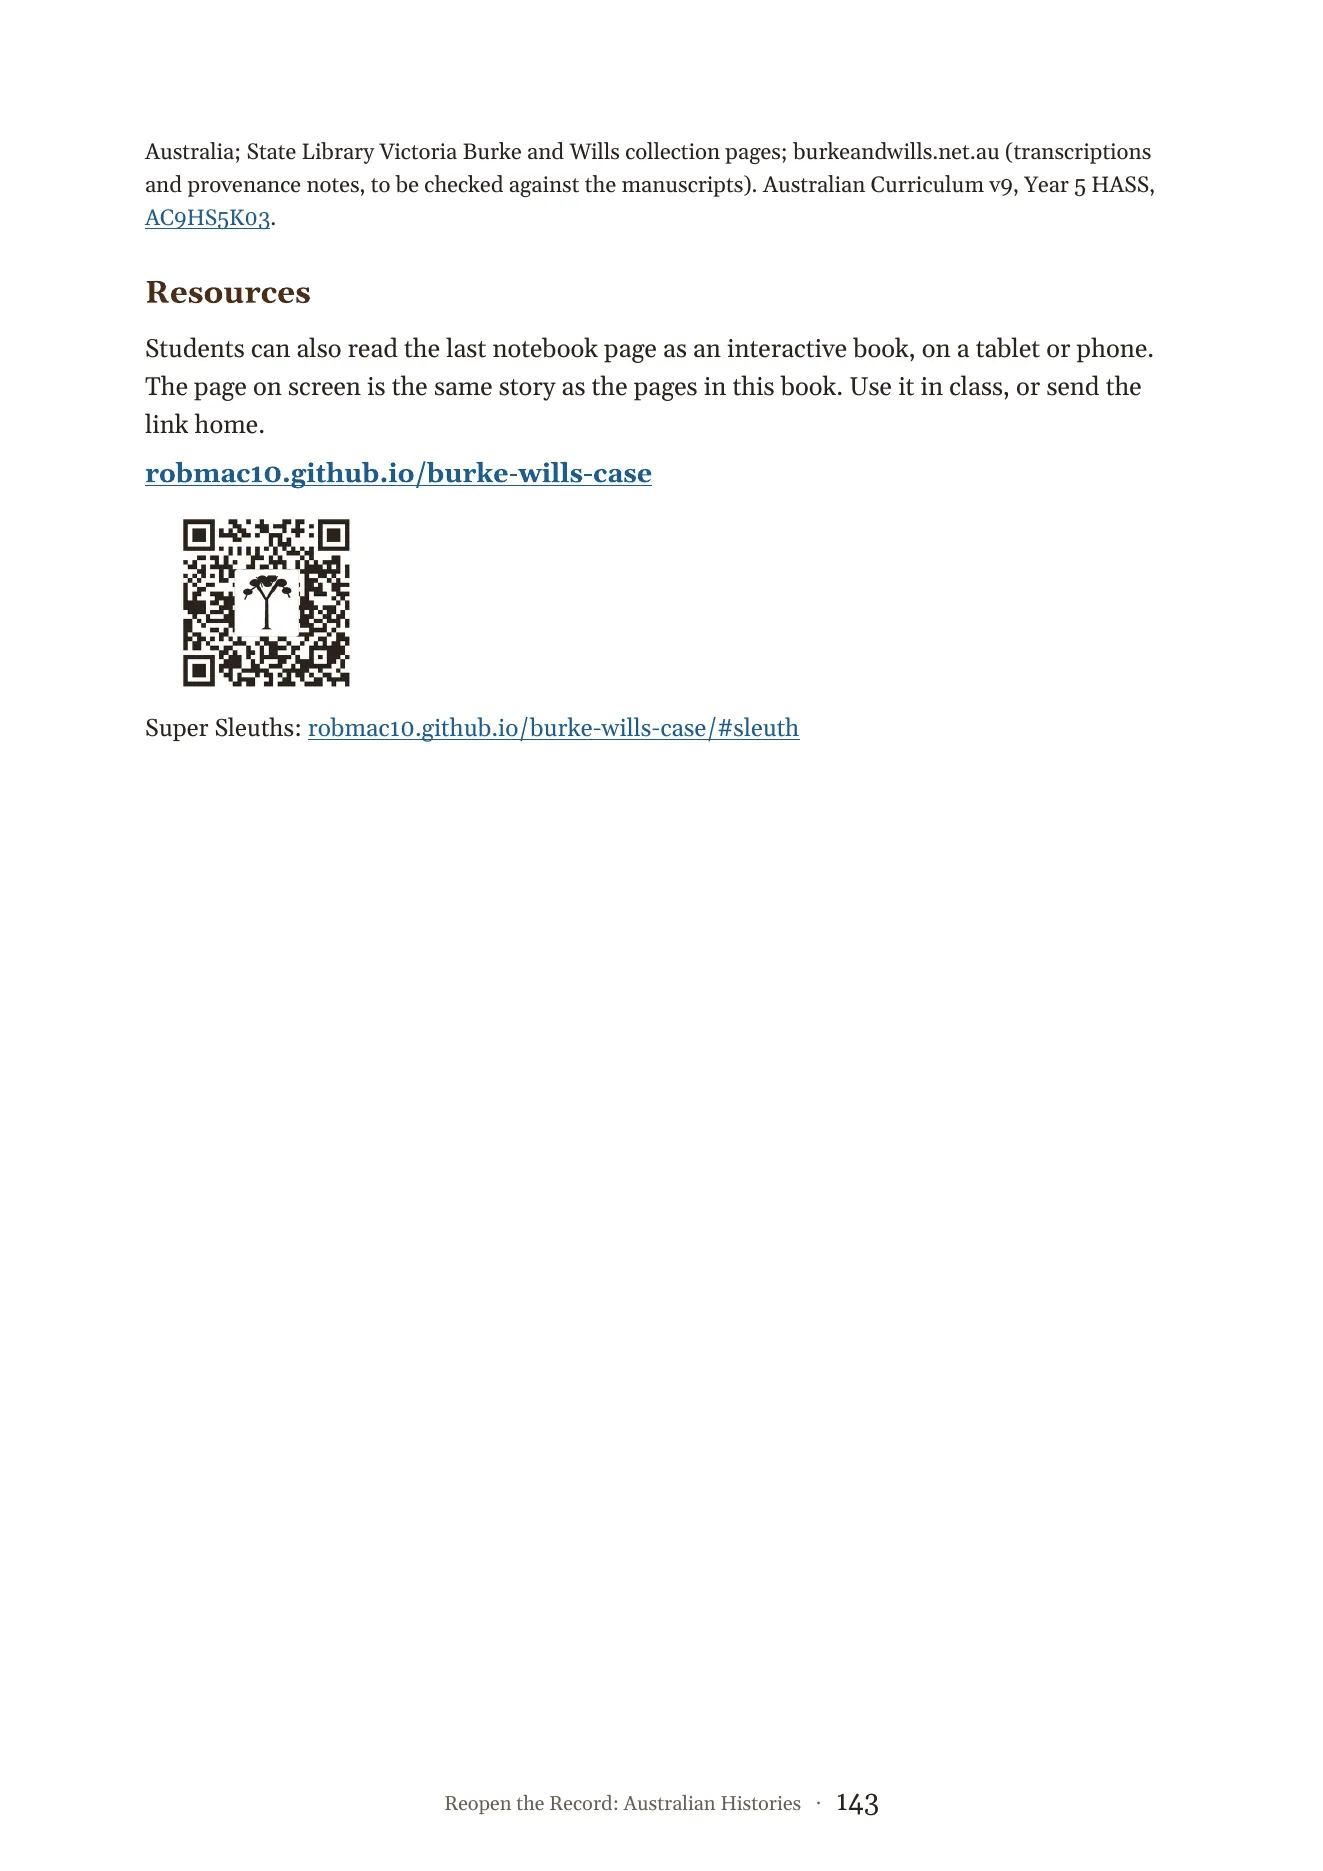 Australia; State Library Victoria Burke and Wills collection pages; burkeandwills.net.au (transcriptions
and provenance notes, to be checked against the manuscripts). Australian Curriculum v9, Year 5 HASS,
AC9HS5K03.
Resources
Students can also read the last notebook page as an interactive book, on a tablet or phone.
The page on screen is the same story as the pages in this book. Use it in class, or send the
link home.
robmac10.github.io/burke-wills-case
Super Sleuths: robmac10.github.io/burke-wills-case/#sleuth
Reopen the Record: Australian Histories · 143